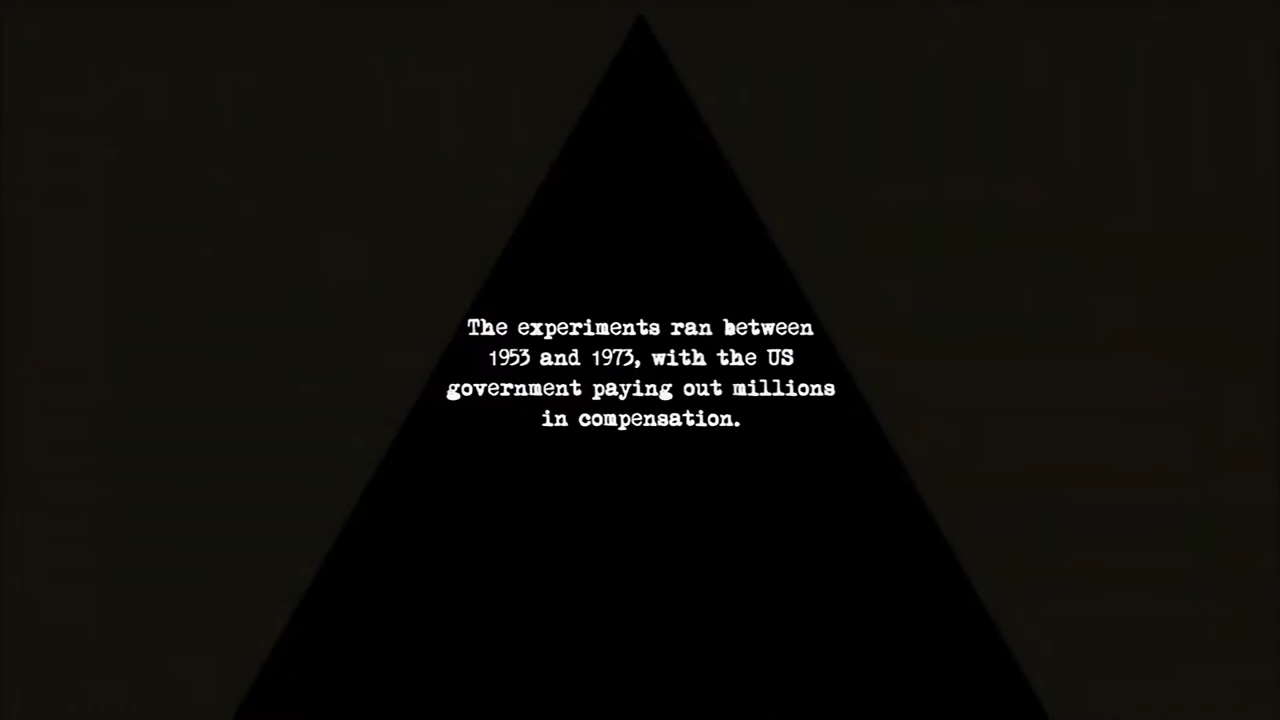 The experiments ran between
1953 and 1973, with the US
government paying out millions
in compensation.